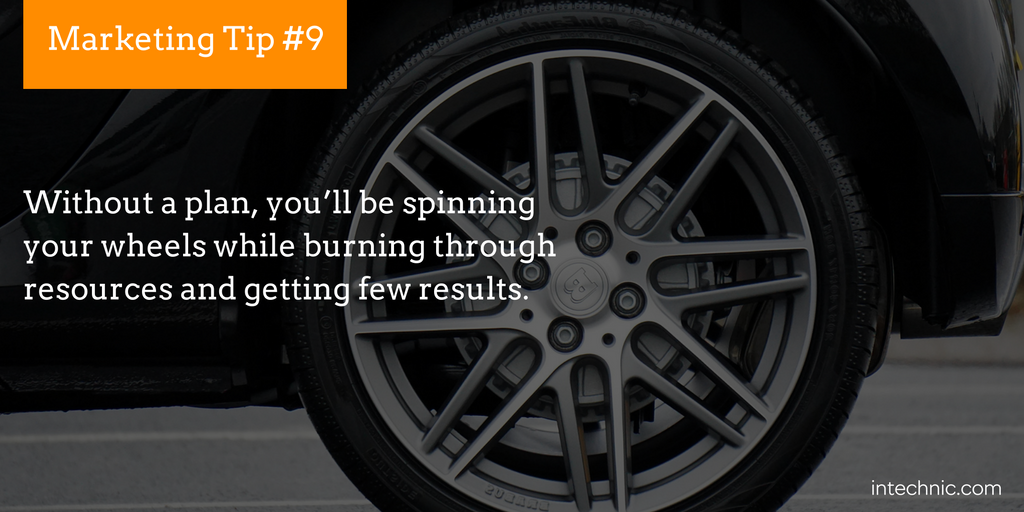 Marketing Tip #9
Without a plan, you’ll be spinning
your wheels while burning through
resources and getting few results.
intechnic.com